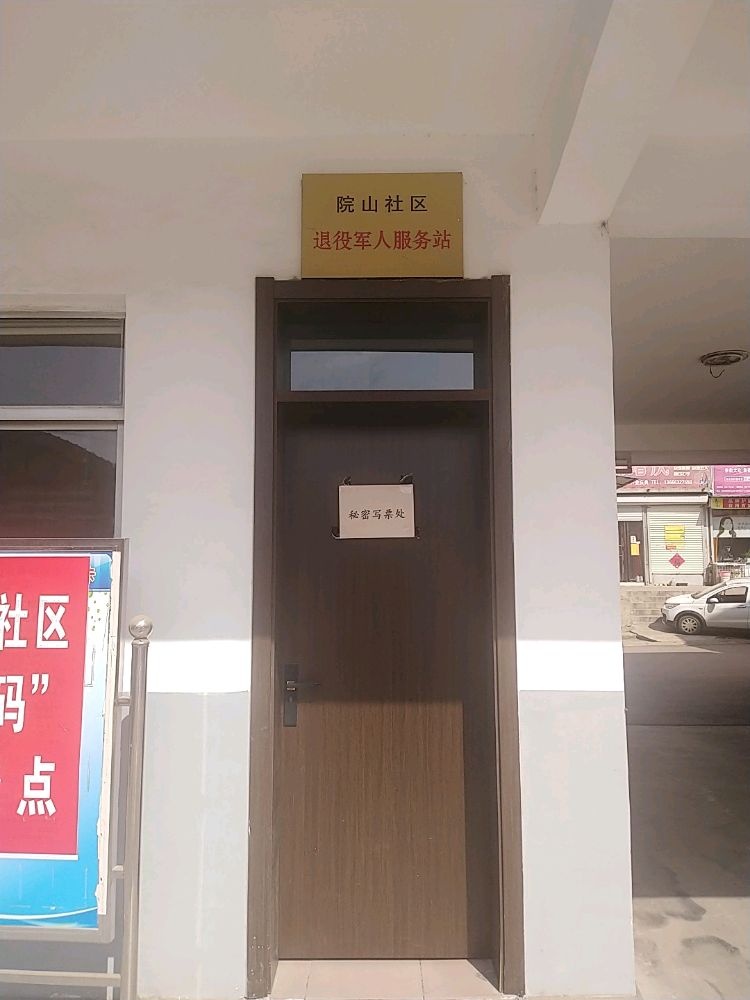 院山社区
退役军人服务站
秘密写票处
社区
码”
点